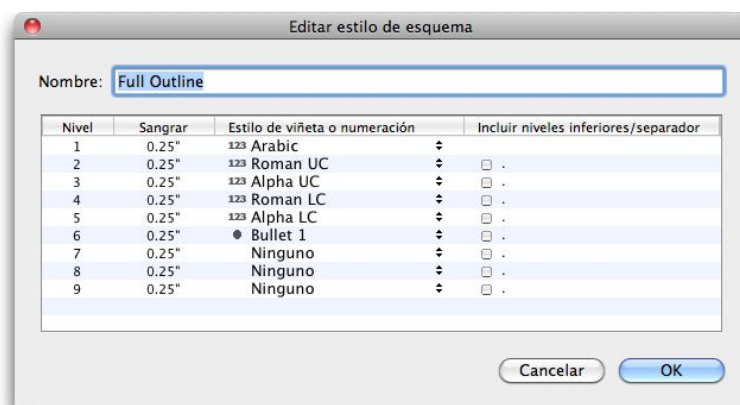 Editar estilo de esquema
Nombre: Full Outline
Nivel Sangrar Estilo de viñeta o numeración Incluir niveles inferiores/separador
1 0.25" 123 Arabic
2 0.25" 123 Roman UC .
3 0.25" 123 Alpha UC .
4 0.25" 123 Roman LC .
5 0.25" 123 Alpha LC .
6 0.25" Bullet 1 .
7 0.25" Ninguno .
8 0.25" Ninguno .
9 0.25" Ninguno .
Cancelar OK